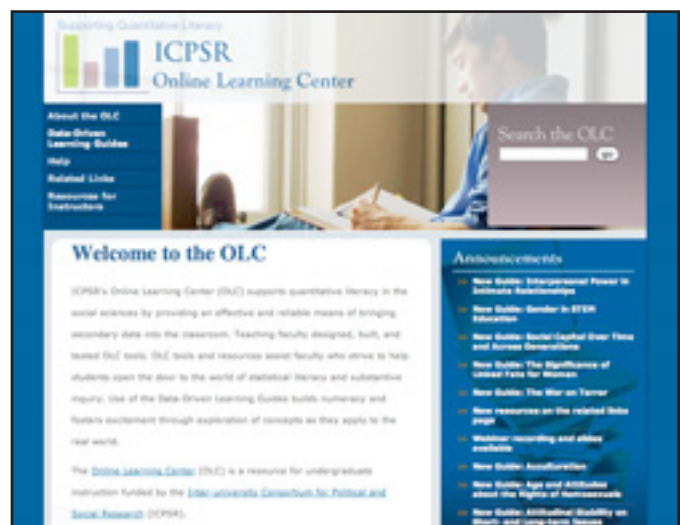 Supporting Quantitative Literacy
ICPSR
Online Learning Center
About the OLC
Data-Driven
Learning Guides
Help
Related Links
Resources for
Instructors
Search the OLC
go
Welcome to the OLC
ICPSR's Online Learning Center (OLC) supports quantitative literacy in the
social sciences by providing an effective and reliable means of bringing
secondary data into the classroom. Teaching faculty designed, built, and
tested OLC tools. OLC tools and resources assist faculty who strive to help
students open the door to the world of statistical literacy and substantive
inquiry. Use of the Data-Driven Learning Guides builds numeracy and
fosters excitement through exploration of concepts as they apply to the
real world.
The Online Learning Center (OLC) is a resource for undergraduate
instruction funded by the Inter-university Consortium for Political and
Social Research (ICPSR).
Announcements
New Guide: Interpersonal Power in
Intimate Relationships
New Guide: Gender in STEM
Education
New Guide: Social Capital Over Time
and Across Generations
New Guide: The Significance of
Linked Fate for Women
New Guide: The War on Terror
New resources on the related links
page
Webinar recording and slides
available
New Guide: Acculturation
New Guide: Age and Attitudes
about the Rights of Homosexuals
New Guide: Attitudinal Stability on
Short- and Long-term Issues